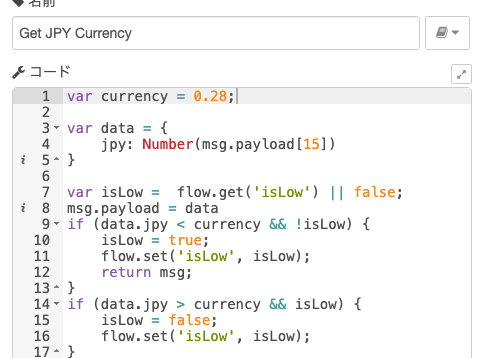 名前
Get JPY Currency
コード
1 var currency = 0.28;
2
3 var data = {
4     jpy: Number(msg.payload[15])
i 5 }
6
7 var isLow =  flow.get('isLow') || false;
i 8 msg.payload = data
9 if (data.jpy < currency && !isLow) {
10     isLow = true;
11     flow.set('isLow', isLow);
12     return msg;
13 }
14 if (data.jpy > currency && isLow) {
15     isLow = false;
16     flow.set('isLow', isLow);
17 }